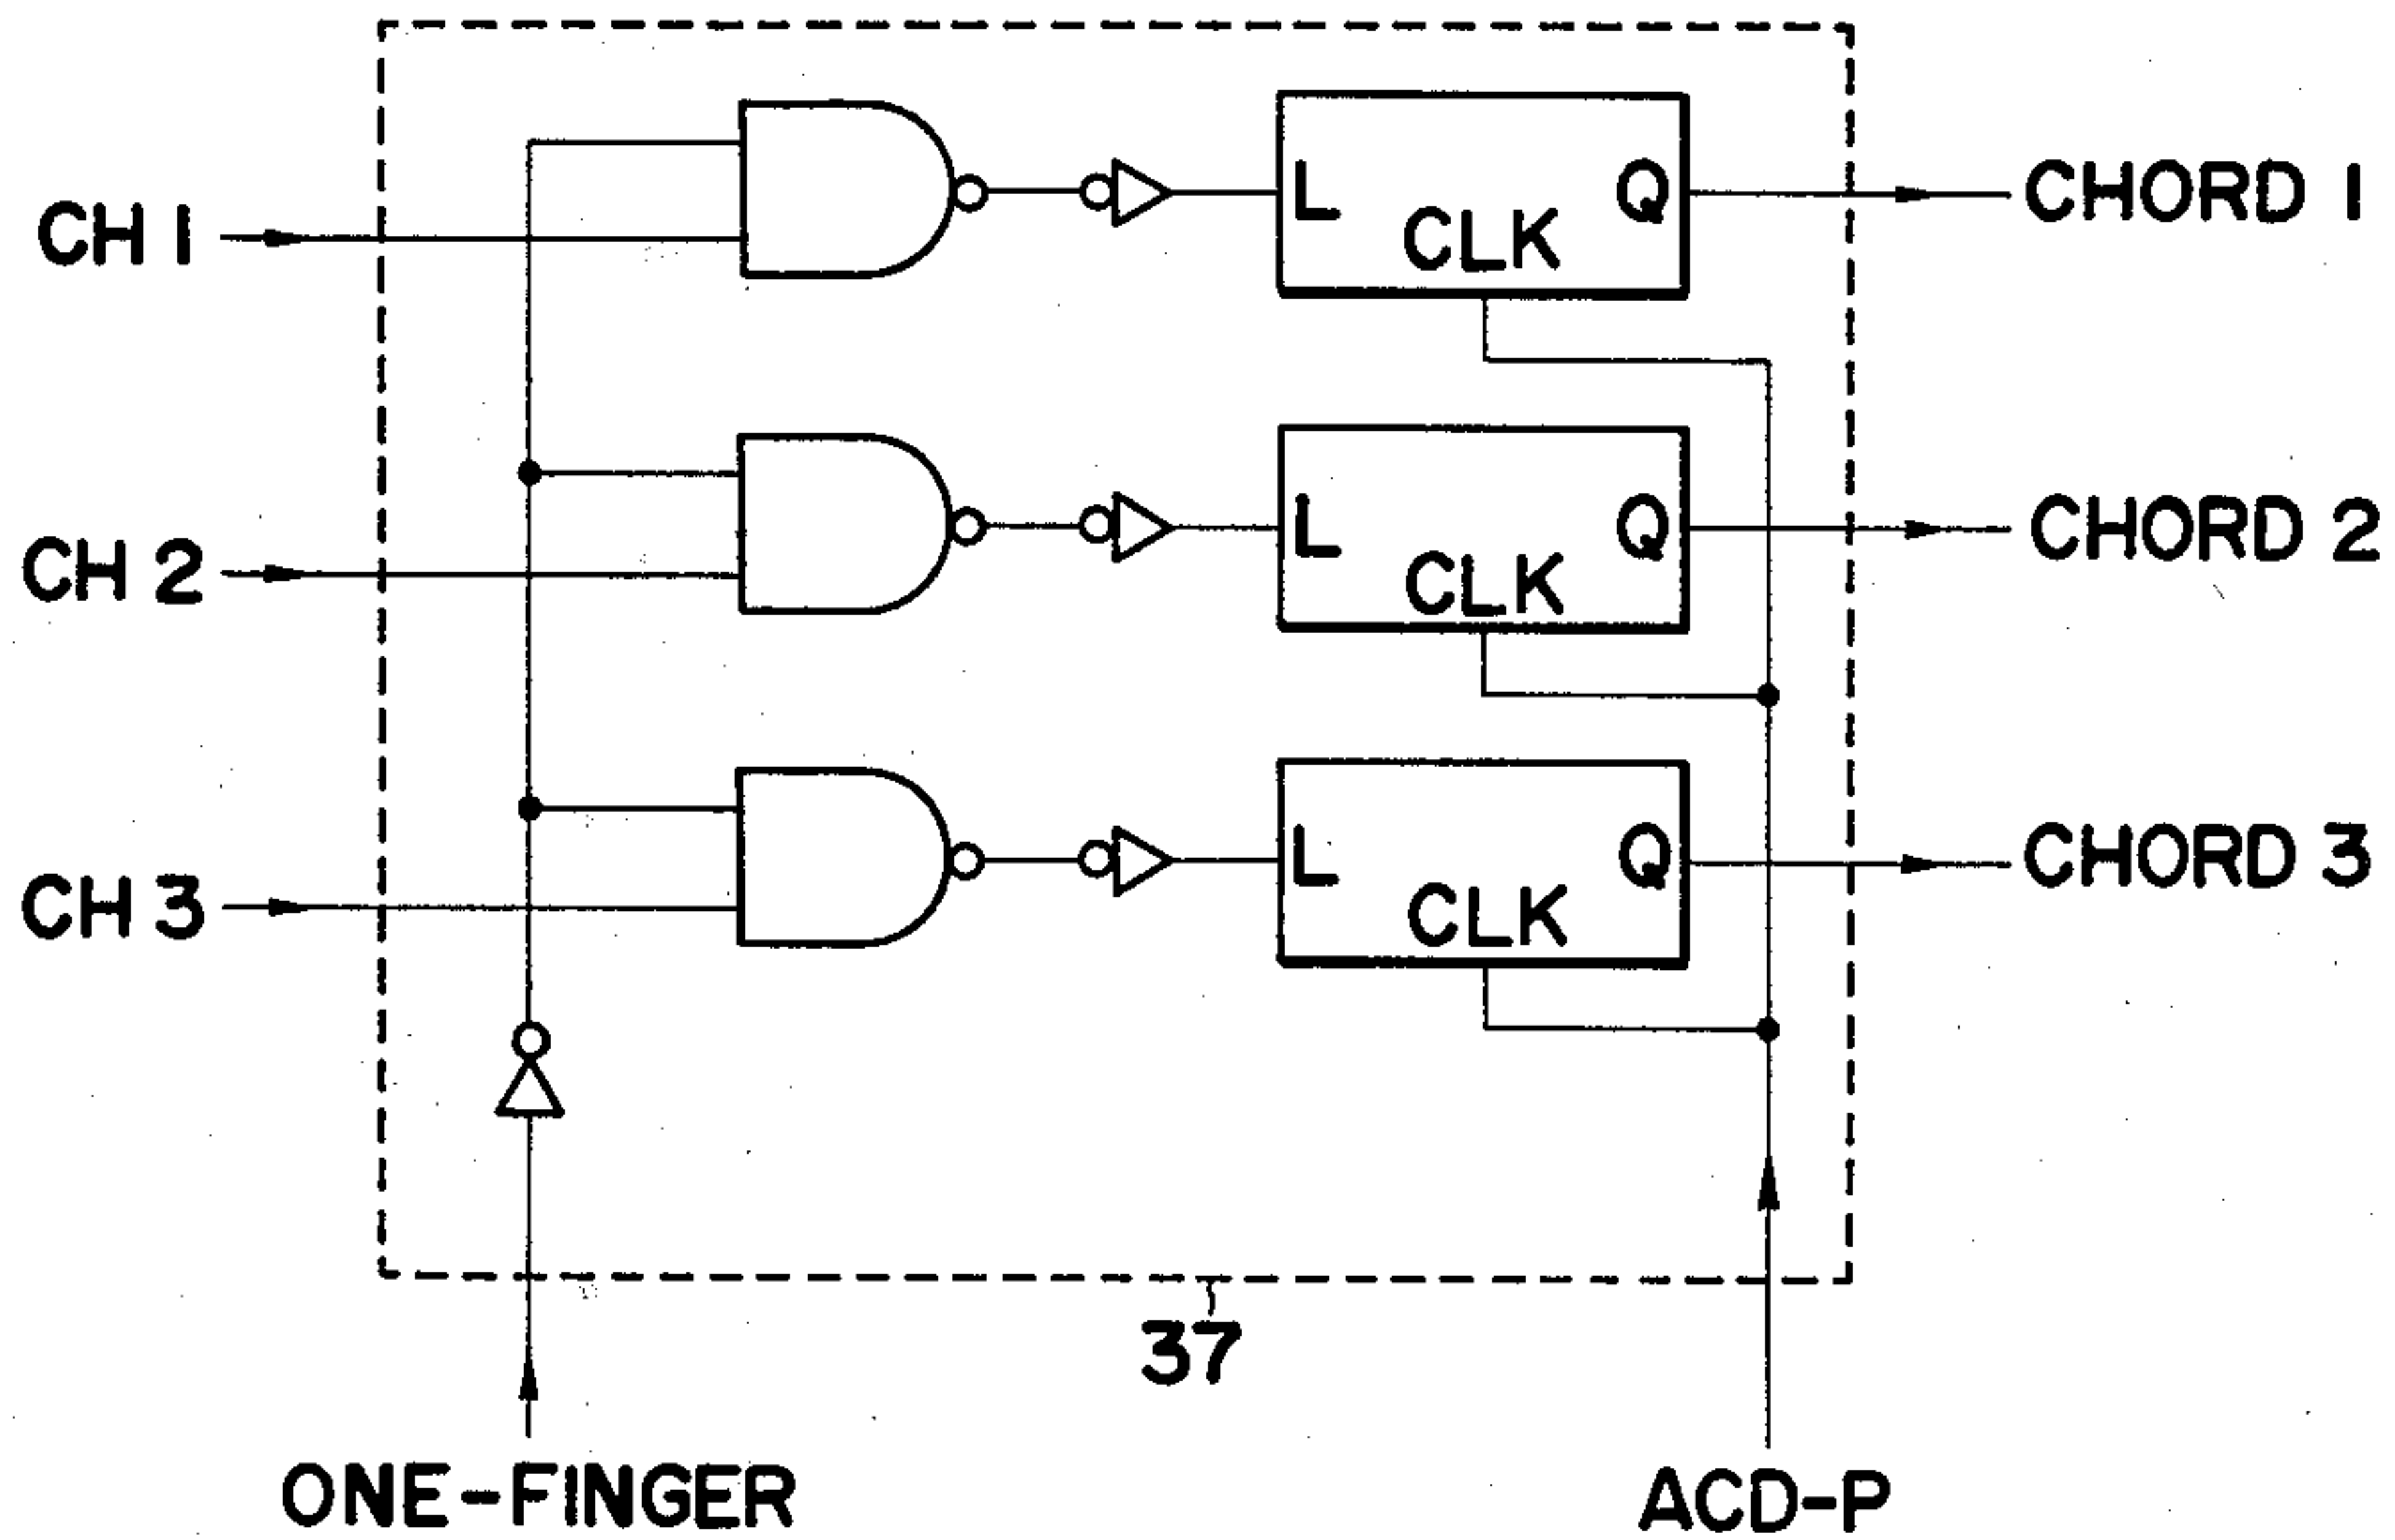 CH 1
L
CLK
Q
CHORD 1
CH 2
L
CLK
Q
CHORD 2
CH 3
L
CLK
Q
CHORD 3
37
ONE-FINGER
ACD-P